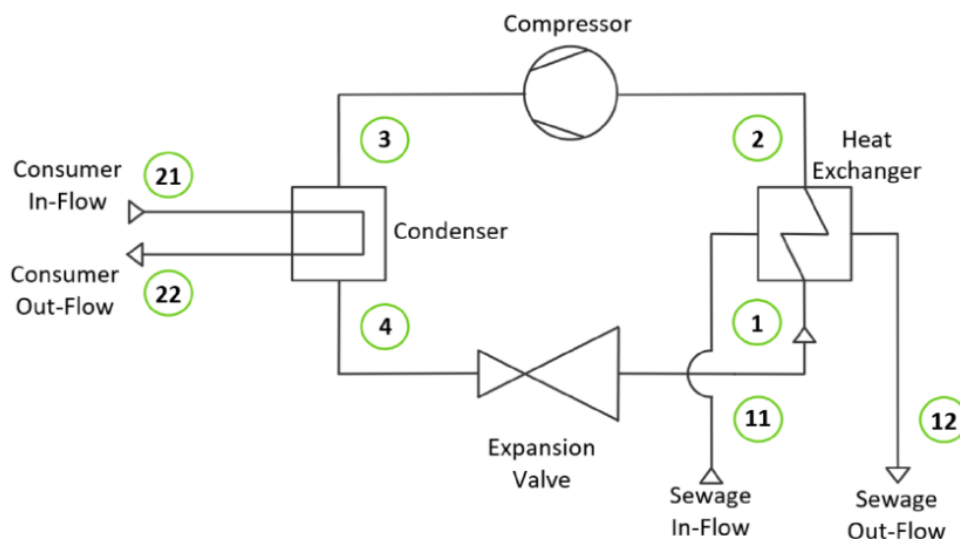 Compressor
3
2
Heat
Exchanger
Consumer
In-Flow
21
Condenser
Consumer
Out-Flow
22
4
1
11
12
Expansion
Valve
Sewage
In-Flow
Sewage
Out-Flow